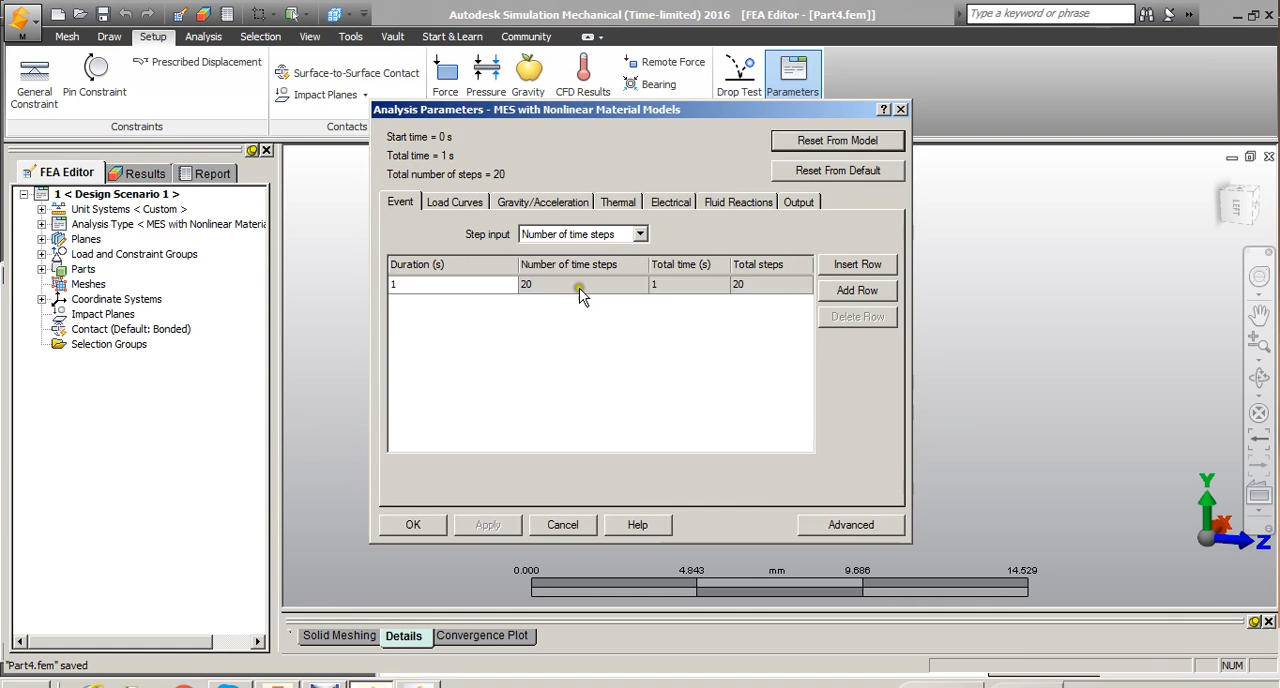 Autodesk Simulation Mechanical (Time-limited) 2016 [FEA Editor - [Part4.fem]]
Type a keyword or phrase
M
Mesh Draw Setup Analysis Selection View Tools Vault Start & Learn Community
General Constraint
Pin Constraint
Prescribed Displacement
Constraints
Surface-to-Surface Contact
Impact Planes
Contacts
Force
Pressure
Gravity
CFD Results
Remote Force
Bearing
Drop Test
Parameters
FEA Editor Results Report
1 < Design Scenario 1 >
Unit Systems < Custom >
Analysis Type < MES with Nonlinear Materia
Planes
Load and Constraint Groups
Parts
Meshes
Coordinate Systems
Impact Planes
Contact (Default: Bonded)
Selection Groups
Analysis Parameters - MES with Nonlinear Material Models
Start time = 0 s
Total time = 1 s
Total number of steps = 20
Reset From Model
Reset From Default
Event Load Curves Gravity/Acceleration Thermal Electrical Fluid Reactions Output
Step input Number of time steps
Duration (s) Number of time steps Total time (s) Total steps
1 20 1 20
Insert Row
Add Row
Delete Row
OK Apply Cancel Help Advanced
LEFT
Y
X
Z
0.000 4.843 mm 9.686 14.529
Solid Meshing Details Convergence Plot
"Part4.fem" saved
NUM